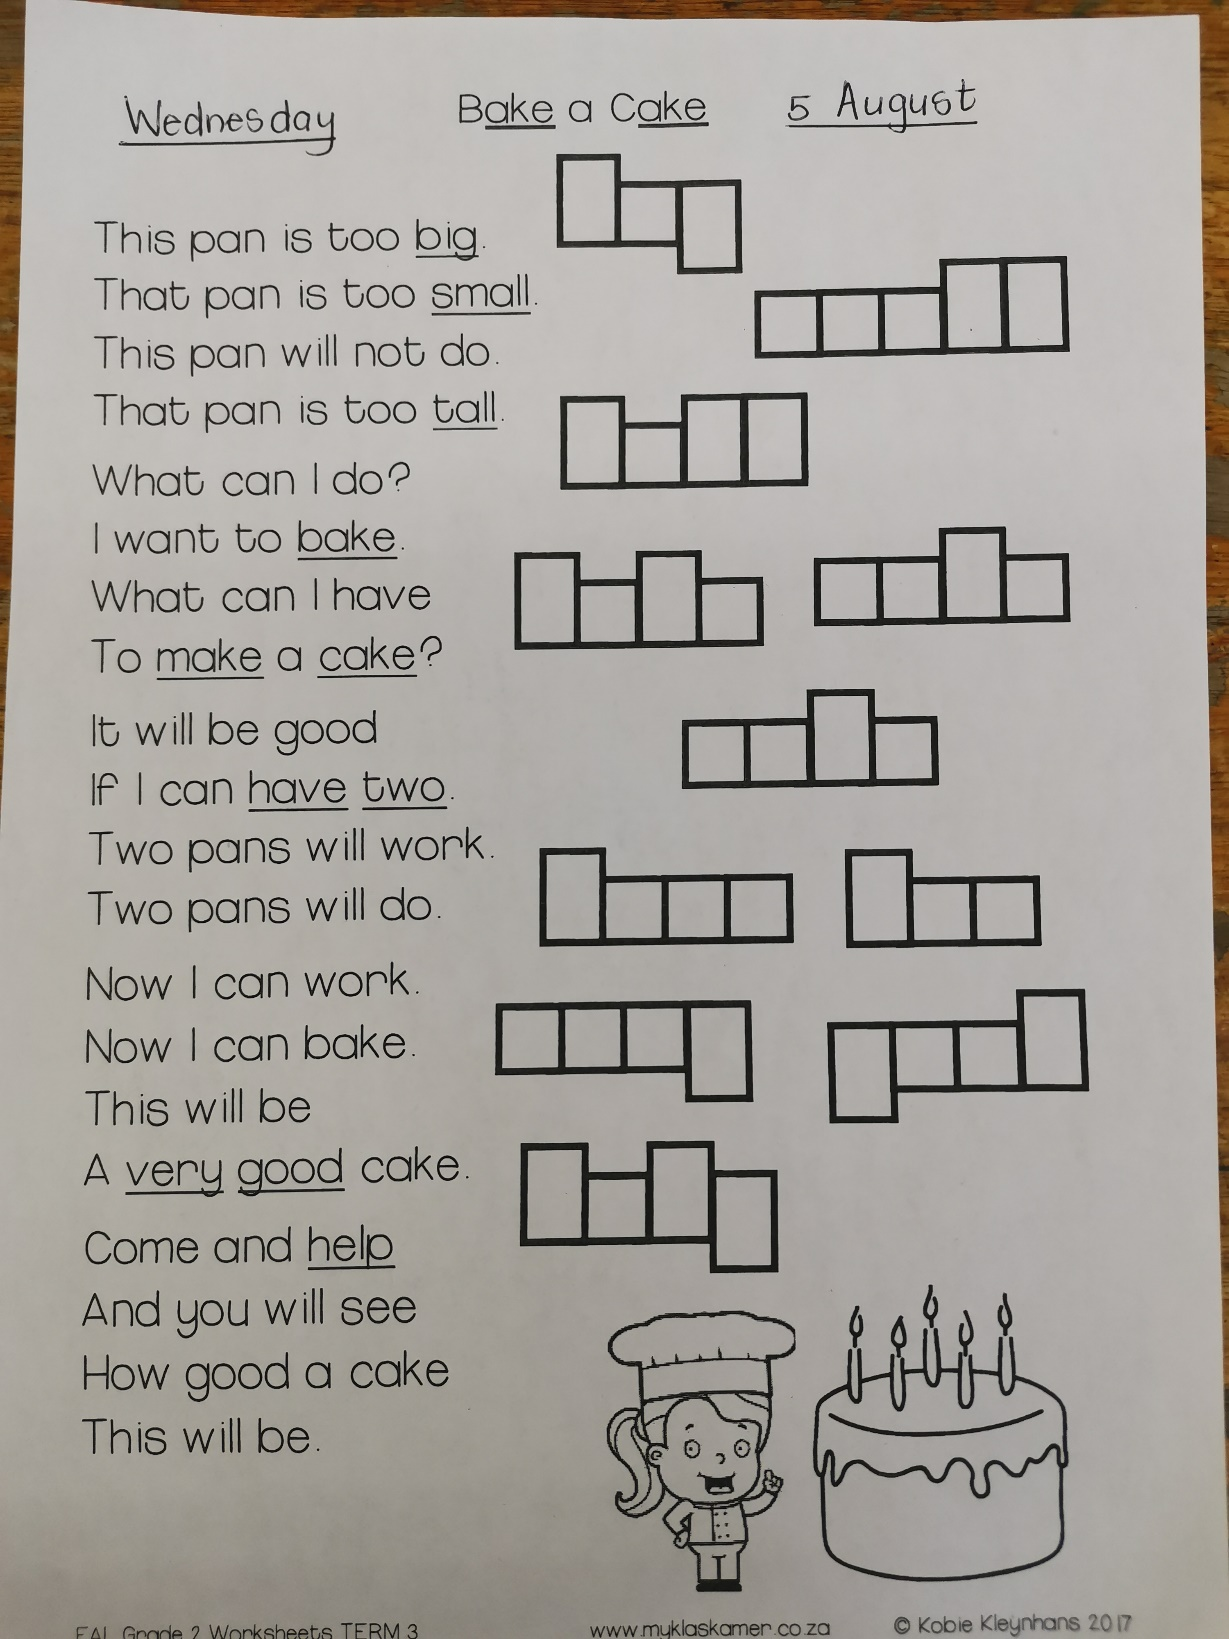 Wednesday Bake a Cake 5 August
This pan is too big.
That pan is too small.
This pan will not do.
That pan is too tall.
What can I do?
I want to bake.
What can I have
To make a cake?
It will be good
If I can have two.
Two pans will work.
Two pans will do.
Now I can work.
Now I can bake.
This will be
A very good cake.
Come and help
And you will see
How good a cake
This will be.
EAL Grade 2 Worksheets TERM 3 www.myklaskamer.co.za © Kobie Kleynhans 2017